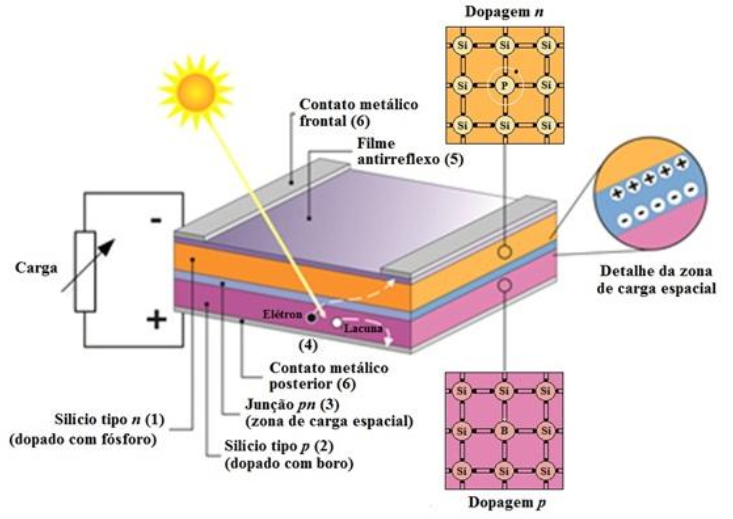 Dopagem n
Si Si Si
Si P Si
Si Si Si
Contato metálico
frontal (6)
Filme
antirreflexo (5)
-
Carga
+
+ + + + +
- - - - -
Detalhe da zona
de carga espacial
Elétron
Lacuna
(4)
Contato metálico
posterior (6)
Junção pn (3)
(zona de carga espacial)
Silício tipo n (1)
(dopado com fósforo)
Silício tipo p (2)
(dopado com boro)
Si Si Si
Si B Si
Si Si Si
Dopagem p